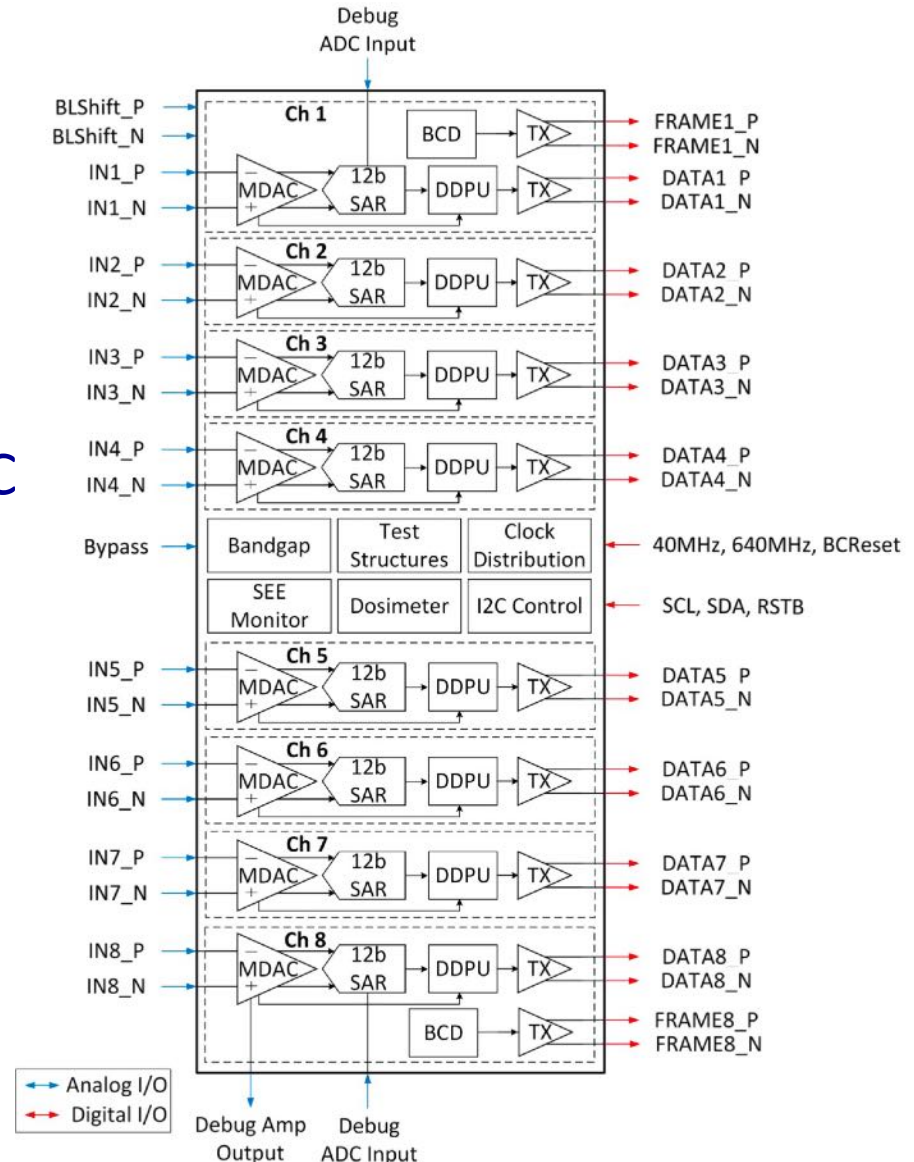 Debug
ADC Input
BLShift_P
BLShift_N
Ch 1
BCD
TX
FRAME1_P
FRAME1_N
IN1_P
IN1_N
−
MDAC
+
12b
SAR
DDPU
TX
DATA1_P
DATA1_N
Ch 2
IN2_P
IN2_N
−
MDAC
+
12b
SAR
DDPU
TX
DATA2_P
DATA2_N
Ch 3
IN3_P
IN3_N
−
MDAC
+
12b
SAR
DDPU
TX
DATA3_P
DATA3_N
Ch 4
IN4_P
IN4_N
−
MDAC
+
12b
SAR
DDPU
TX
DATA4_P
DATA4_N
C
Bypass
Bandgap
Test
Structures
Clock
Distribution
40MHz, 640MHz, BCReset
SEE
Monitor
Dosimeter
I2C Control
SCL, SDA, RSTB
Ch 5
IN5_P
IN5_N
−
MDAC
+
12b
SAR
DDPU
TX
DATA5_P
DATA5_N
Ch 6
IN6_P
IN6_N
−
MDAC
+
12b
SAR
DDPU
TX
DATA6_P
DATA6_N
Ch 7
IN7_P
IN7_N
−
MDAC
+
12b
SAR
DDPU
TX
DATA7_P
DATA7_N
Ch 8
IN8_P
IN8_N
−
MDAC
+
12b
SAR
DDPU
TX
DATA8_P
DATA8_N
BCD
TX
FRAME8_P
FRAME8_N
Analog I/O
Digital I/O
Debug Amp
Output
Debug
ADC Input